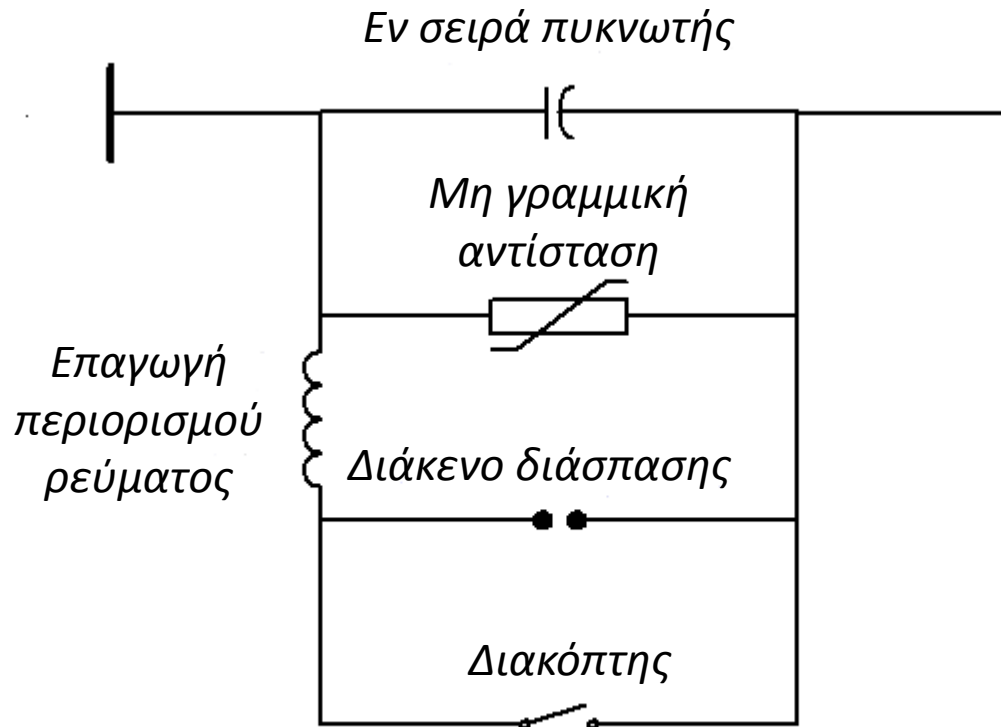 Εν σειρά πυκνωτής
Μη γραμμική
αντίσταση
Επαγωγή
περιορισμού
ρεύματος
Διάκενο διάσπασης
Διακόπτης